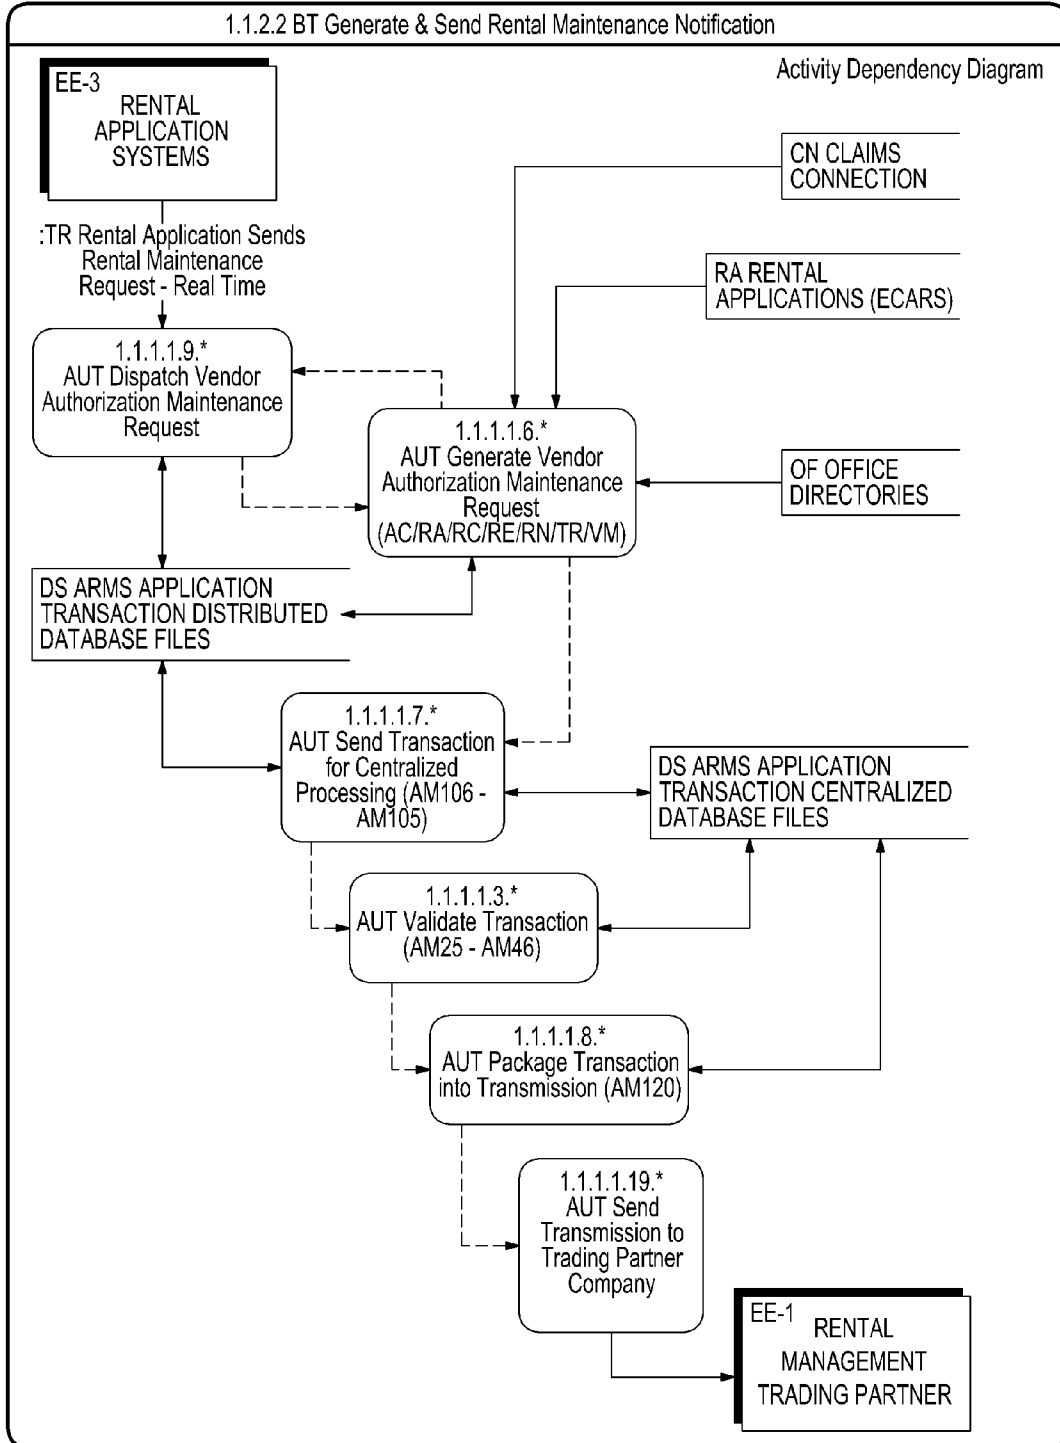 1.1.2.2 BT Generate & Send Rental Maintenance Notification
Activity Dependency Diagram
EE-3
RENTAL
APPLICATION
SYSTEMS
CN CLAIMS
CONNECTION
:TR Rental Application Sends
Rental Maintenance
Request - Real Time
RA RENTAL
APPLICATIONS (ECARS)
1.1.1.1.9.*
AUT Dispatch Vendor
Authorization Maintenance
Request
1.1.1.1.6.*
AUT Generate Vendor
Authorization Maintenance
Request
(AC/RA/RC/RE/RN/TR/VM)
OF OFFICE
DIRECTORIES
DS ARMS APPLICATION
TRANSACTION DISTRIBUTED
DATABASE FILES
1.1.1.1.7.*
AUT Send Transaction
for Centralized
Processing (AM106 -
AM105)
DS ARMS APPLICATION
TRANSACTION CENTRALIZED
DATABASE FILES
1.1.1.1.3.*
AUT Validate Transaction
(AM25 - AM46)
1.1.1.1.8.*
AUT Package Transaction
into Transmission (AM120)
1.1.1.1.19.*
AUT Send
Transmission to
Trading Partner
Company
EE-1
RENTAL
MANAGEMENT
TRADING PARTNER